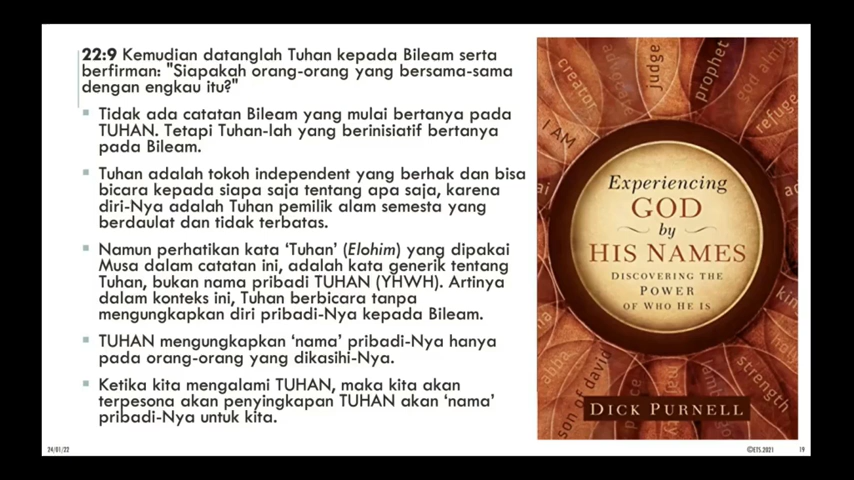 22:9 Kemudian datanglah Tuhan kepada Bileam serta
berfirman: "Siapakah orang-orang yang bersama-sama
dengan engkau itu?"
Tidak ada catatan Bileam yang mulai bertanya pada
TUHAN. Tetapi Tuhan-lah yang berinisiatif bertanya
pada Bileam.
Tuhan adalah tokoh independent yang berhak dan bisa
bicara kepada siapa saja tentang apa saja, karena
diri-Nya adalah Tuhan pemilik alam semesta yang
berdaulat dan tidak terbatas.
Namun perhatikan kata ‘Tuhan’ (Elohim) yang dipakai
Musa dalam catatan ini, adalah kata generik tentang
Tuhan, bukan nama pribadi TUHAN (YHWH). Artinya
dalam konteks ini, Tuhan berbicara tanpa
mengungkapkan diri pribadi-Nya kepada Bileam.
TUHAN mengungkapkan ‘nama’ pribadi-Nya hanya
pada orang-orang yang dikasihi-Nya.
Ketika kita mengalami TUHAN, maka kita akan
terpesona akan penyingkapan TUHAN akan ‘nama’
pribadi-Nya untuk kita.
creator
advocate
judge
prophet
god almig
refuge
I AM
Experiencing
GOD
by
HIS NAMES
DISCOVERING THE
POWER
OF WHO HE IS
kin
holy
abba
son of david
strength
DICK PURNELL
24/01/22
©ETS.2021
19